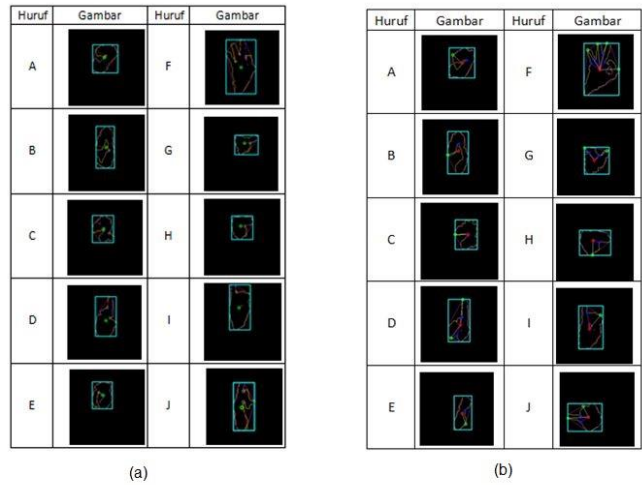 Huruf Gambar Huruf Gambar
A F
B G
C H
D I
E J
(a)
Huruf Gambar Huruf Gambar
A F
B G
C H
D I
E J
(b)